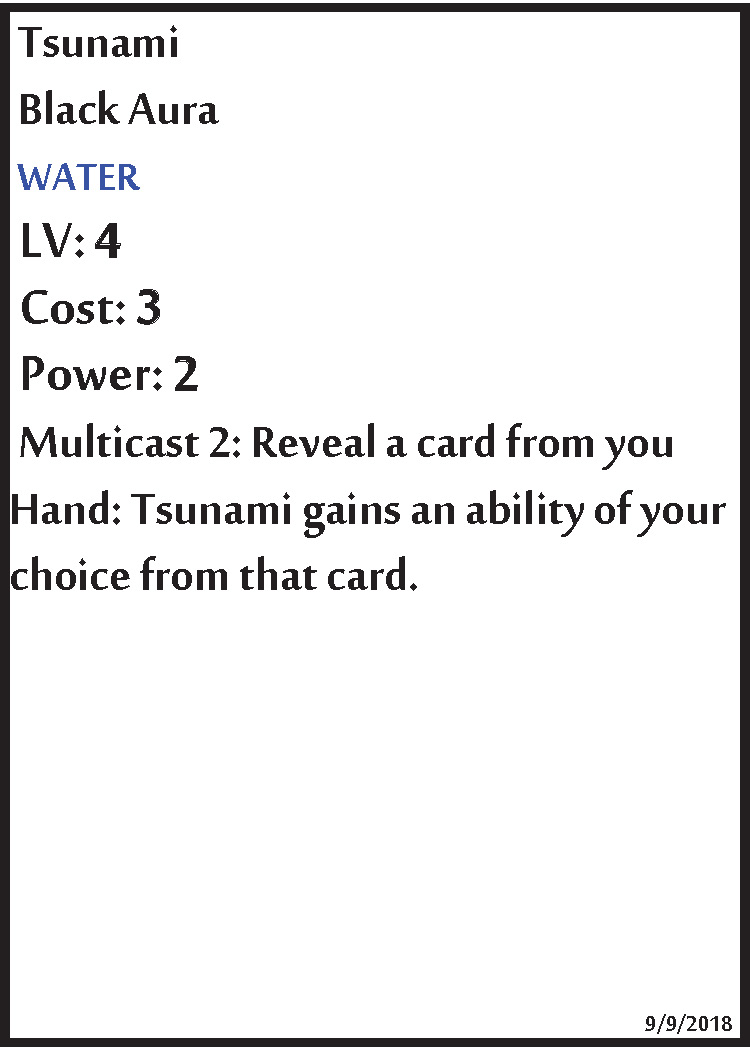 Tsunami
Black Aura
WATER
LV: 4
Cost: 3
Power: 2
Multicast 2: Reveal a card from you
Hand: Tsunami gains an ability of your
choice from that card.
9/9/2018